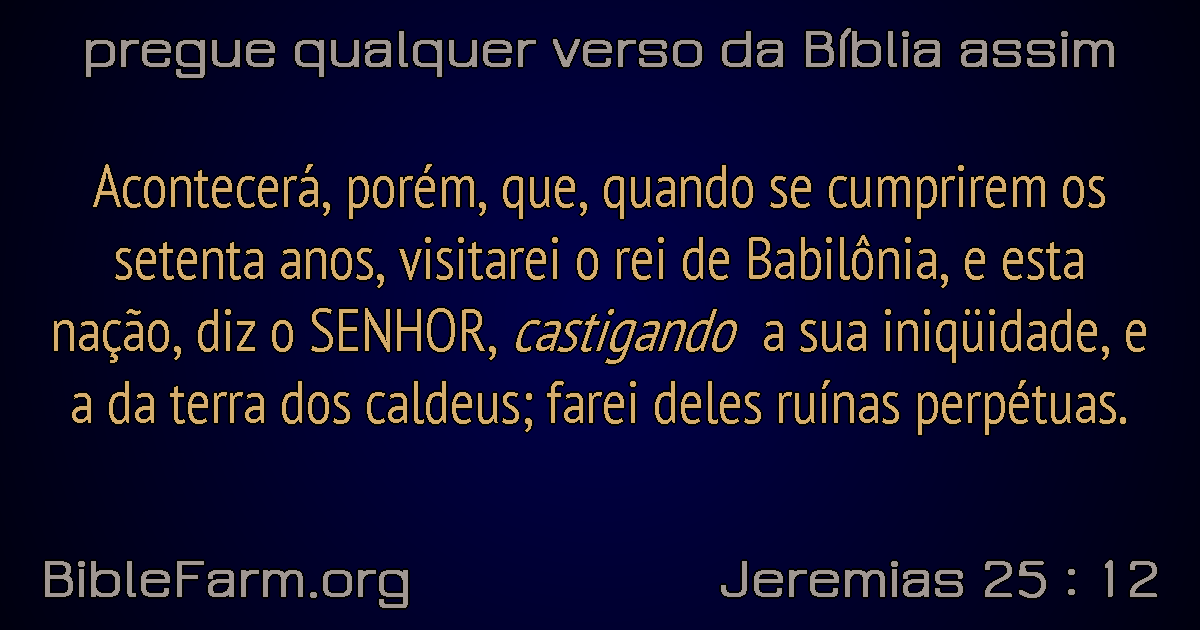 pregue qualquer verso da Bíblia assim
Acontecerá, porém, que, quando se cumprirem os
setenta anos, visitarei o rei de Babilônia, e esta
nação, diz o SENHOR, castigando a sua iniqüidade, e
a da terra dos caldeus; farei deles ruínas perpétuas.
BibleFarm.org
Jeremias 25 : 12